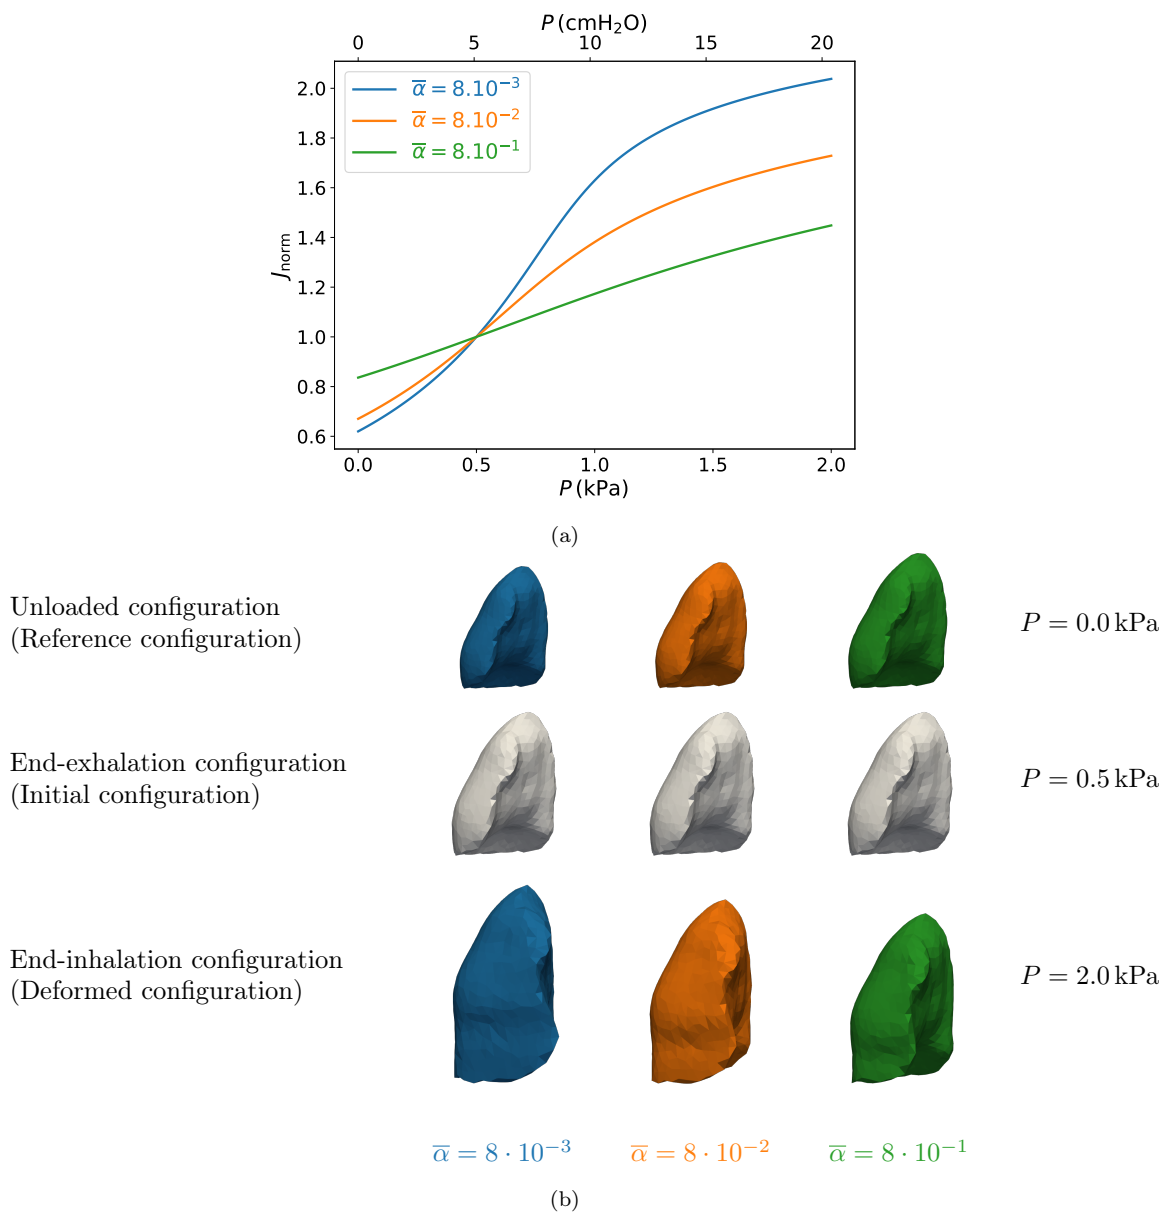 P (cmH₂O)
0 5 10 15 20
2.0
1.8
1.6
1.4
1.2
1.0
0.8
0.6
J_norm
α̅ = 8.10⁻³
α̅ = 8.10⁻²
α̅ = 8.10⁻¹
0.0 0.5 1.0 1.5 2.0
P (kPa)
(a)
Unloaded configuration
(Reference configuration)
P = 0.0 kPa
End-exhalation configuration
(Initial configuration)
P = 0.5 kPa
End-inhalation configuration
(Deformed configuration)
P = 2.0 kPa
α̅ = 8 · 10⁻³ α̅ = 8 · 10⁻² α̅ = 8 · 10⁻¹
(b)